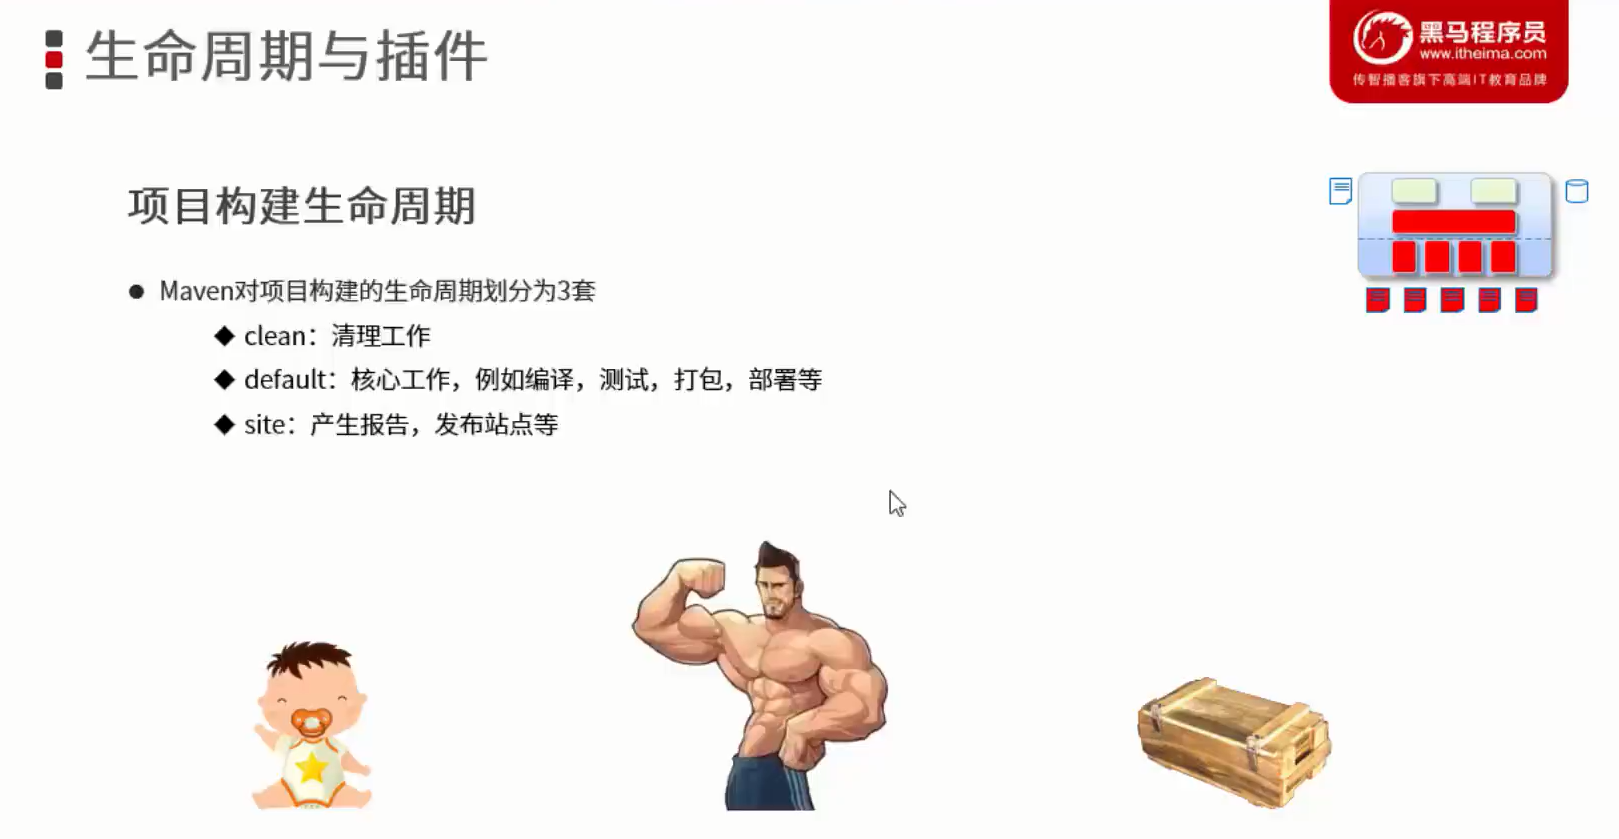 生命周期与插件
黑马程序员
www.itheima.com
传智播客旗下高端IT教育品牌
项目构建生命周期
● Maven对项目构建的生命周期划分为3套
◆ clean：清理工作
◆ default：核心工作，例如编译，测试，打包，部署等
◆ site：产生报告，发布站点等